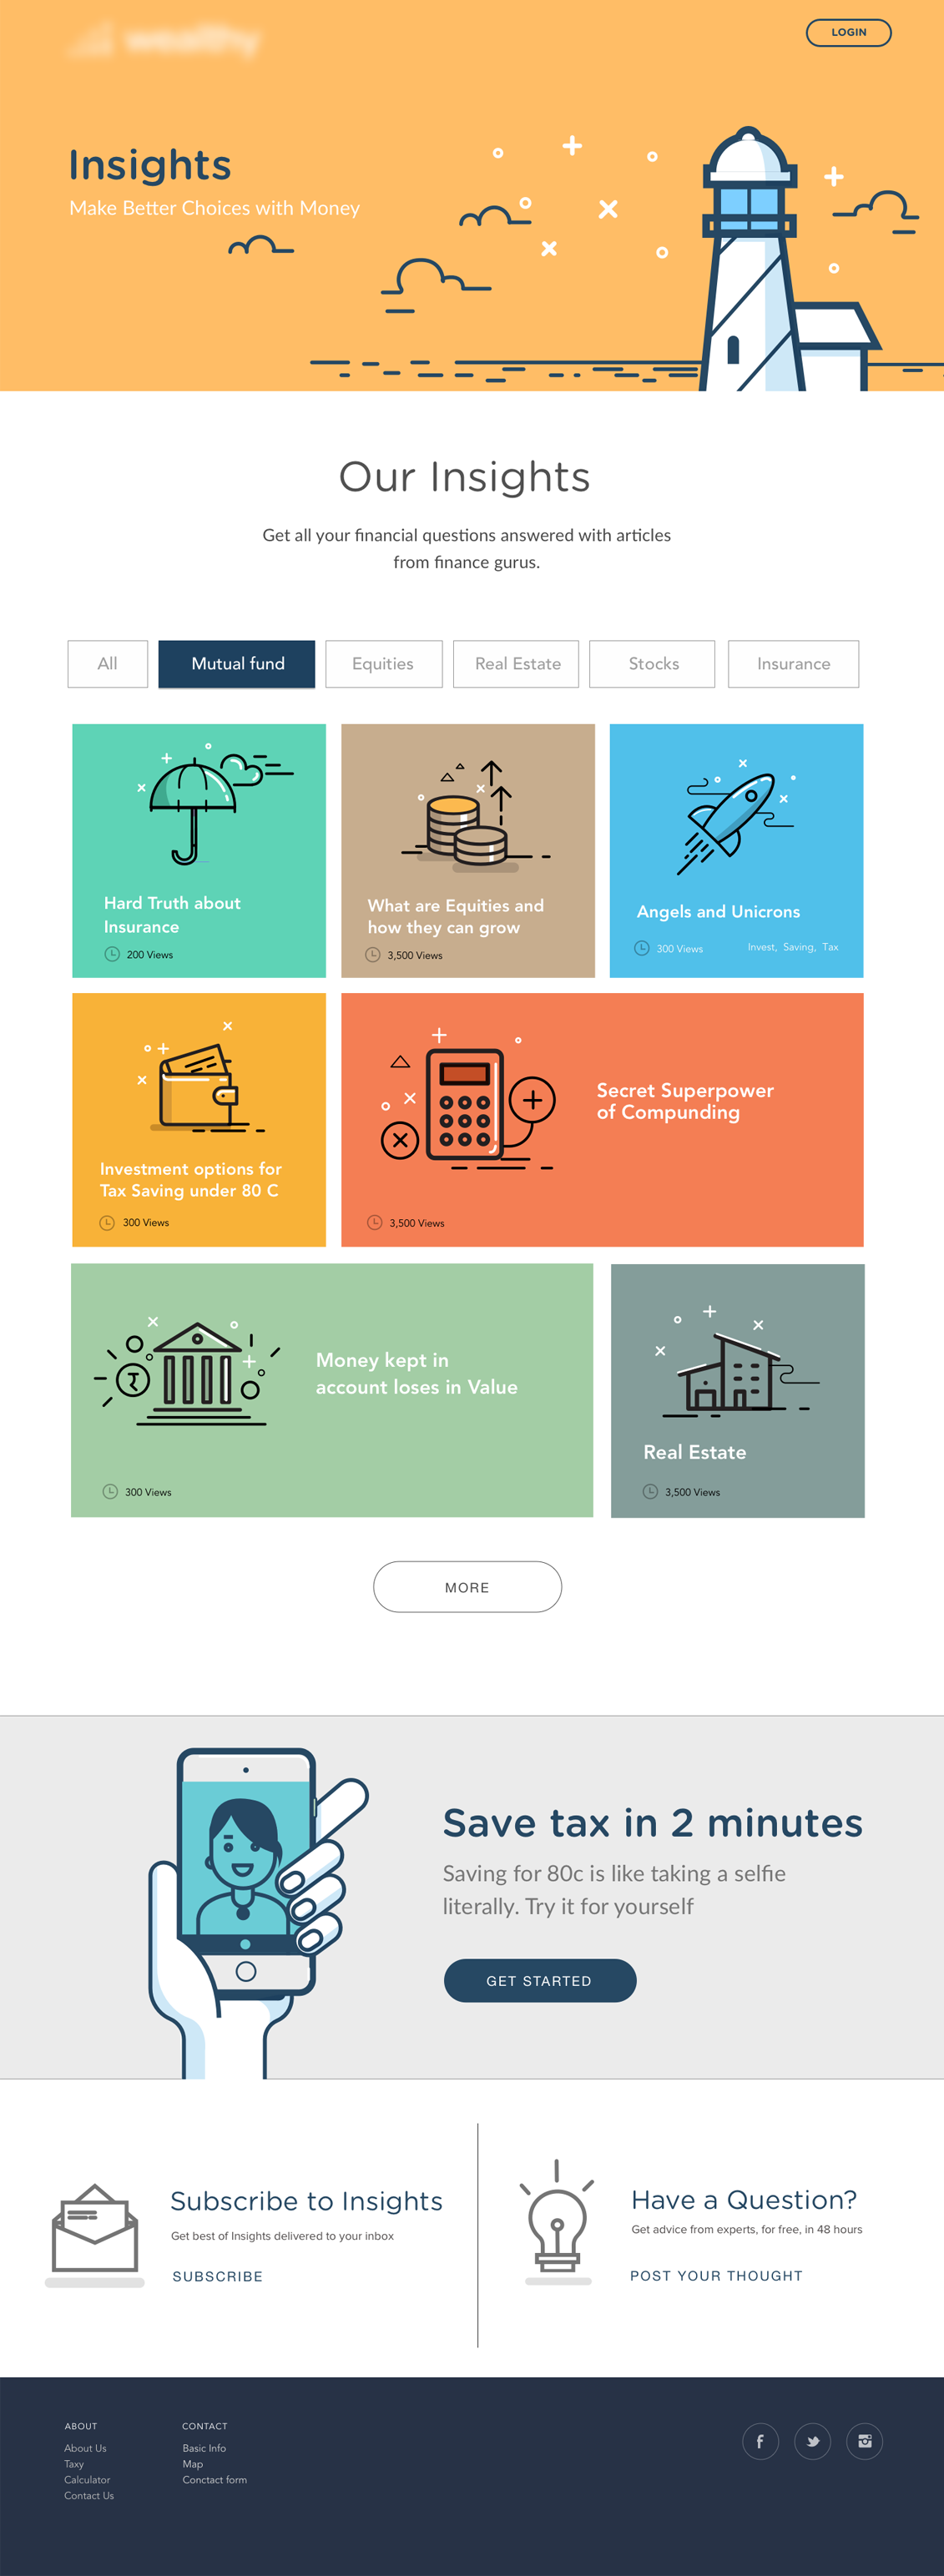 wealthy
LOGIN
Insights
Make Better Choices with Money
Our Insights
Get all your financial questions answered with articles
from finance gurus.
All
Mutual fund
Equities
Real Estate
Stocks
Insurance
Hard Truth about
Insurance
200 Views
What are Equities and
how they can grow
3,500 Views
Angels and Unicrons
300 Views
Invest, Saving, Tax
Investment options for
Tax Saving under 80 C
300 Views
Secret Superpower
of Compunding
3,500 Views
₹
Money kept in
account loses in Value
300 Views
Real Estate
3,500 Views
MORE
Save tax in 2 minutes
Saving for 80c is like taking a selfie
literally. Try it for yourself
GET STARTED
Subscribe to Insights
Get best of Insights delivered to your inbox
SUBSCRIBE
Have a Question?
Get advice from experts, for free, in 48 hours
POST YOUR THOUGHT
ABOUT
About Us
Taxy
Calculator
Contact Us
CONTACT
Basic Info
Map
Conctact form